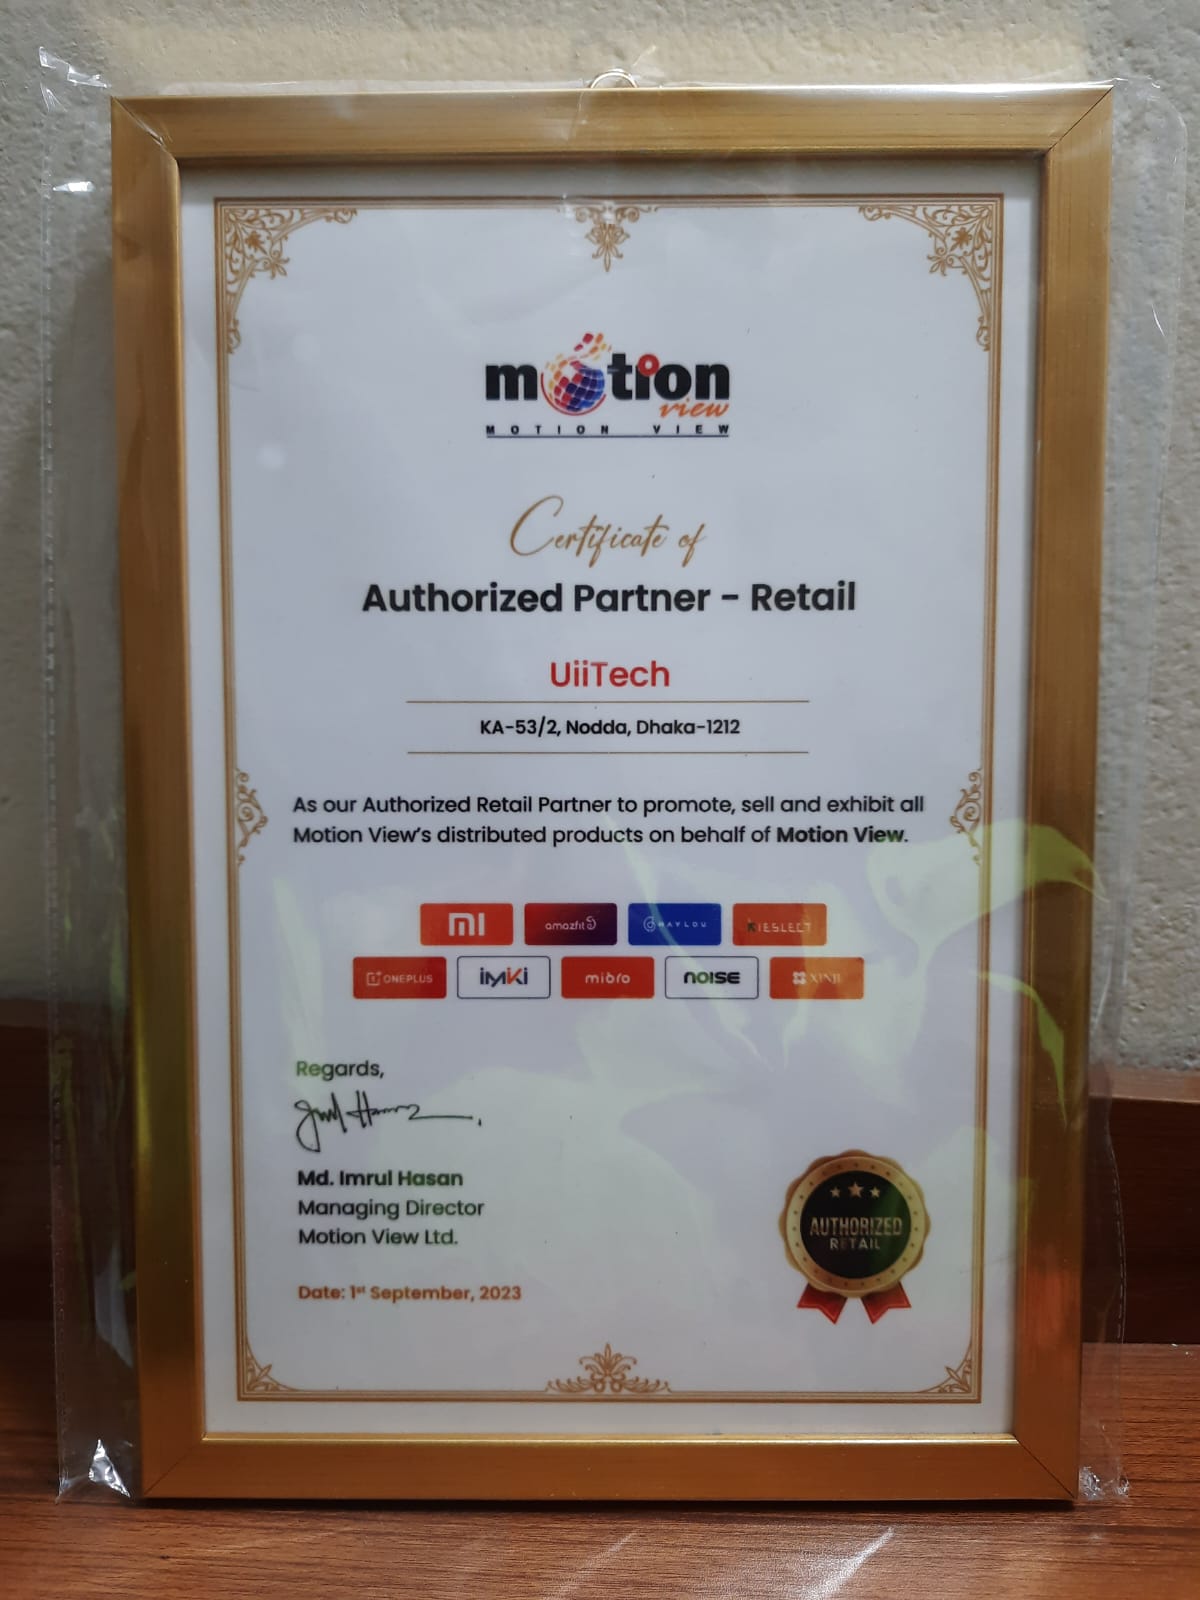 motion
view
MOTION VIEW
Certificate of
Authorized Partner - Retail
UiiTech
KA-53/2, Nodda, Dhaka-1212
As our Authorized Retail Partner to promote, sell and exhibit all
Motion View's distributed products on behalf of Motion View.
mi amazfit HAYLOU KIESLECT
ONEPLUS iMKi mibro NOISE XINJI
Regards,
Md. Imrul Hasan
Managing Director
Motion View Ltd.
Date: 1st September, 2023
AUTHORIZED
RETAIL